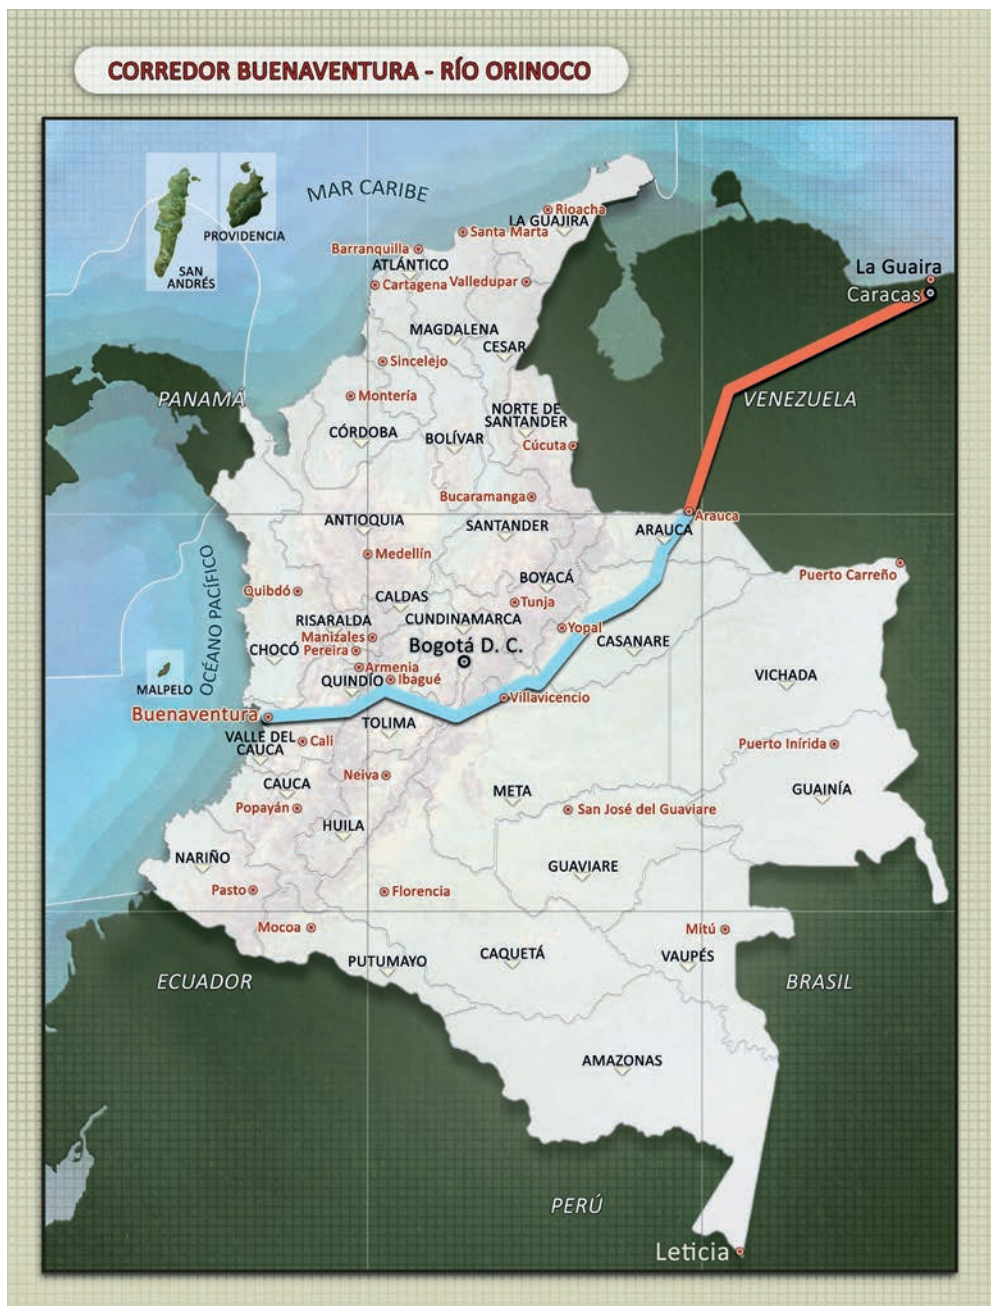 CORREDOR BUENAVENTURA - RÍO ORINOCO
MAR CARIBE
PROVIDENCIA
SAN
ANDRÉS
Rioacha
LA GUAJIRA
Santa Marta
Barranquilla
ATLÁNTICO
Cartagena
Valledupar
La Guaira
Caracas
MAGDALENA
CESAR
Sincelejo
PANAMÁ
Montería
VENEZUELA
NORTE DE
SANTANDER
CÓRDOBA
BOLÍVAR
Cúcuta
Bucaramanga
ANTIOQUIA
SANTANDER
Arauca
ARAUCA
Medellín
OCÉANO PACÍFICO
Puerto Carreño
BOYACÁ
Quibdó
CALDAS
Tunja
RISARALDA
CUNDINAMARCA
Yopal
Manizales
CHOCÓ
Pereira
Bogotá D. C.
CASANARE
Armenia
QUINDÍO
Ibagué
VICHADA
MALPELO
Villavicencio
Buenaventura
TOLIMA
VALLE DEL
CAUCA
Cali
Puerto Inírida
Neiva
CAUCA
META
GUAINÍA
Popayán
San José del Guaviare
HUILA
NARIÑO
GUAVIARE
Pasto
Florencia
Mocoa
Mitú
CAQUETÁ
VAUPÉS
PUTUMAYO
ECUADOR
BRASIL
AMAZONAS
PERÚ
Leticia